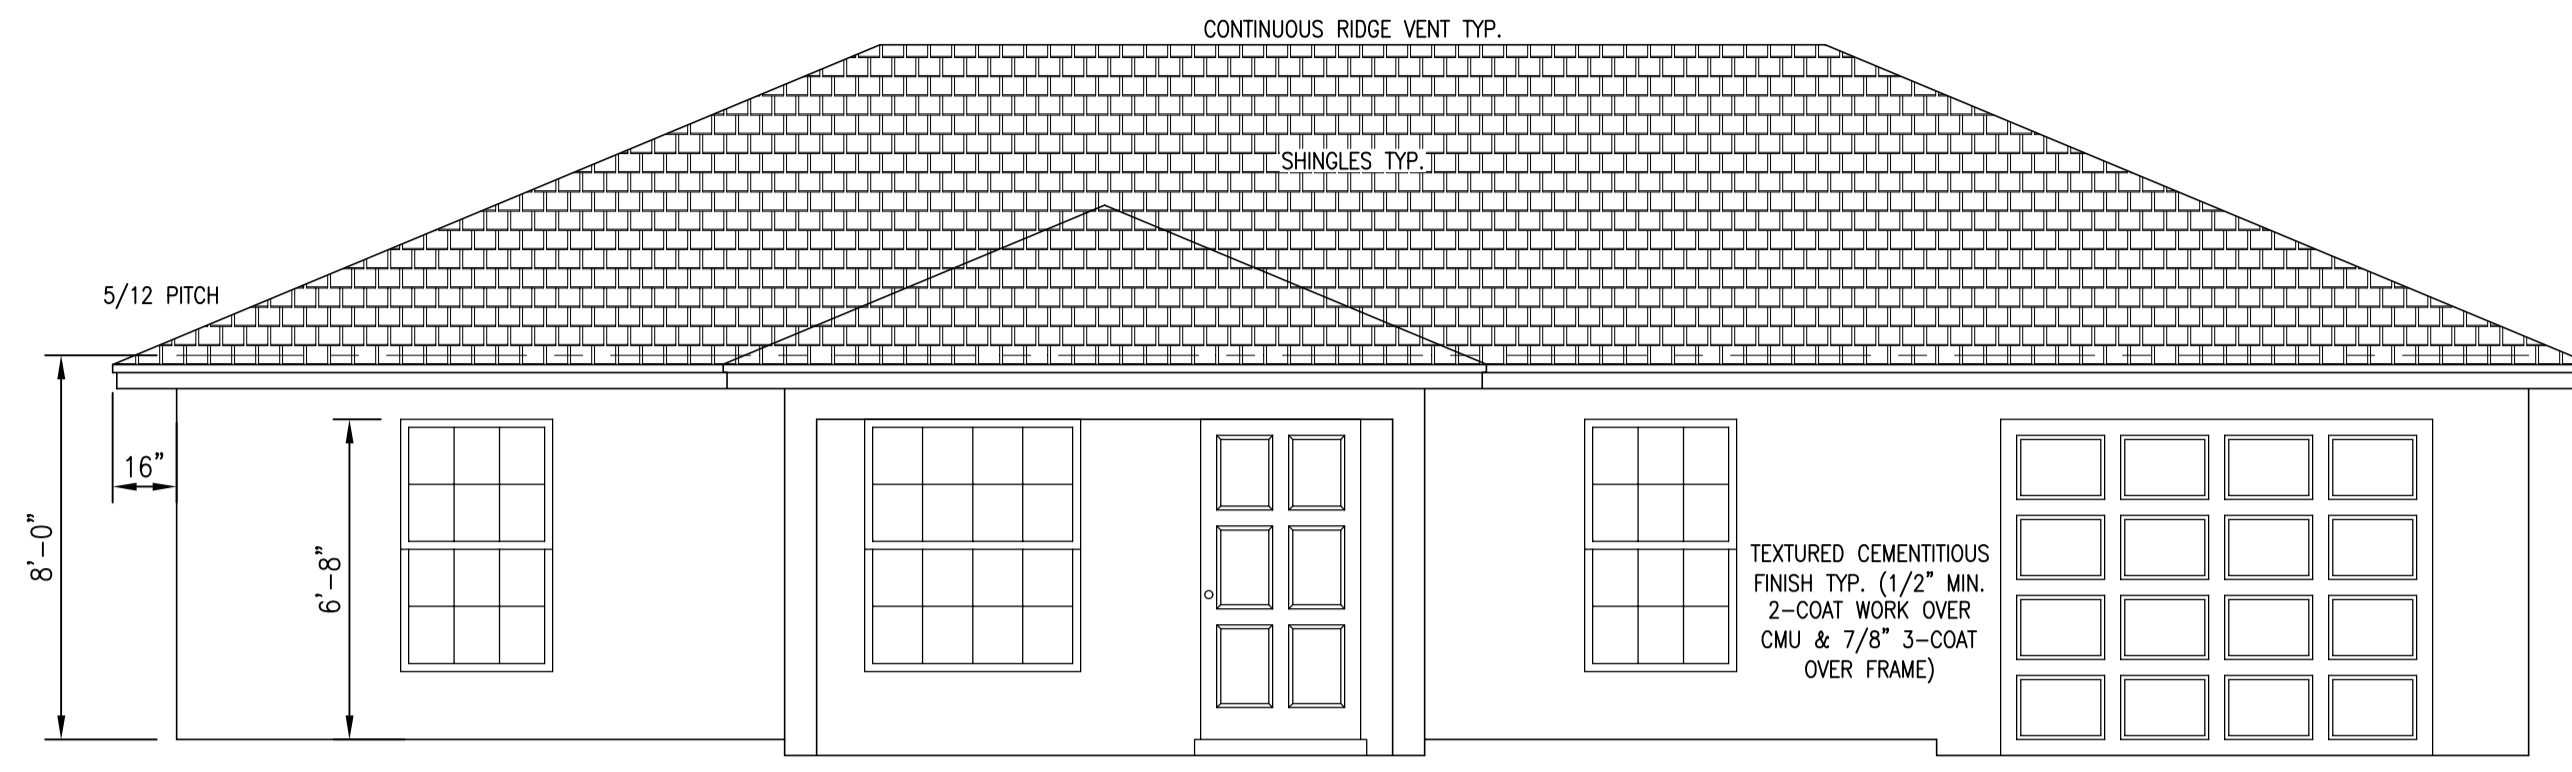 CONTINUOUS RIDGE VENT TYP.
SHINGLES TYP.
5/12 PITCH
16”
8'-0”
6'-8”
TEXTURED CEMENTITIOUS
FINISH TYP. (1/2” MIN.
2-COAT WORK OVER
CMU & 7/8” 3-COAT
OVER FRAME)